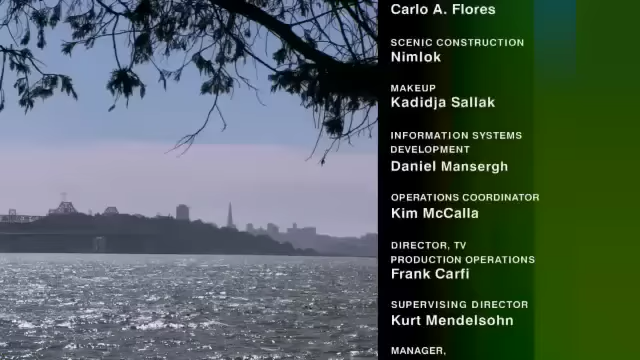 Carlo A. Flores
SCENIC CONSTRUCTION
Nimlok
MAKEUP
Kadidja Sallak
INFORMATION SYSTEMS
DEVELOPMENT
Daniel Mansergh
OPERATIONS COORDINATOR
Kim McCalla
DIRECTOR, TV
PRODUCTION OPERATIONS
Frank Carfi
SUPERVISING DIRECTOR
Kurt Mendelsohn
MANAGER,